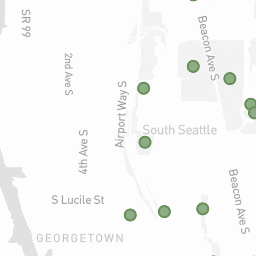 SR 99
2nd Ave S
Airport Way S
Beacon Ave S
South Seattle
S 4th Ave S
S Lucile St
Beacon Ave S
GEORGETOWN